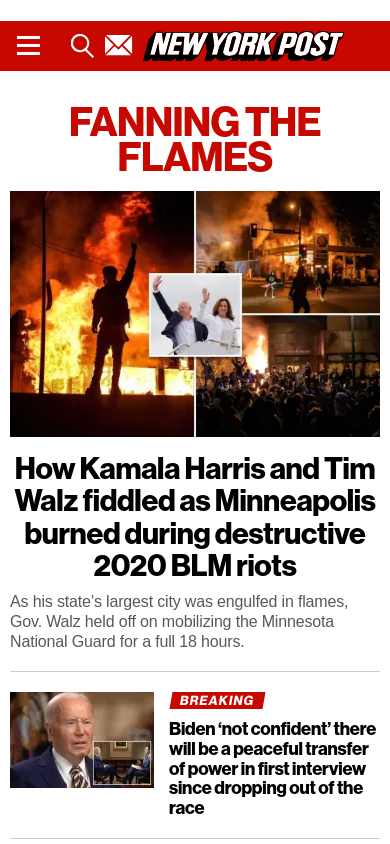 NEW YORK POST
FANNING THE
FLAMES
How Kamala Harris and Tim
Walz fiddled as Minneapolis
burned during destructive
2020 BLM riots
As his state’s largest city was engulfed in flames,
Gov. Walz held off on mobilizing the Minnesota
National Guard for a full 18 hours.
BREAKING
Biden ‘not confident’ there
will be a peaceful transfer
of power in first interview
since dropping out of the
race